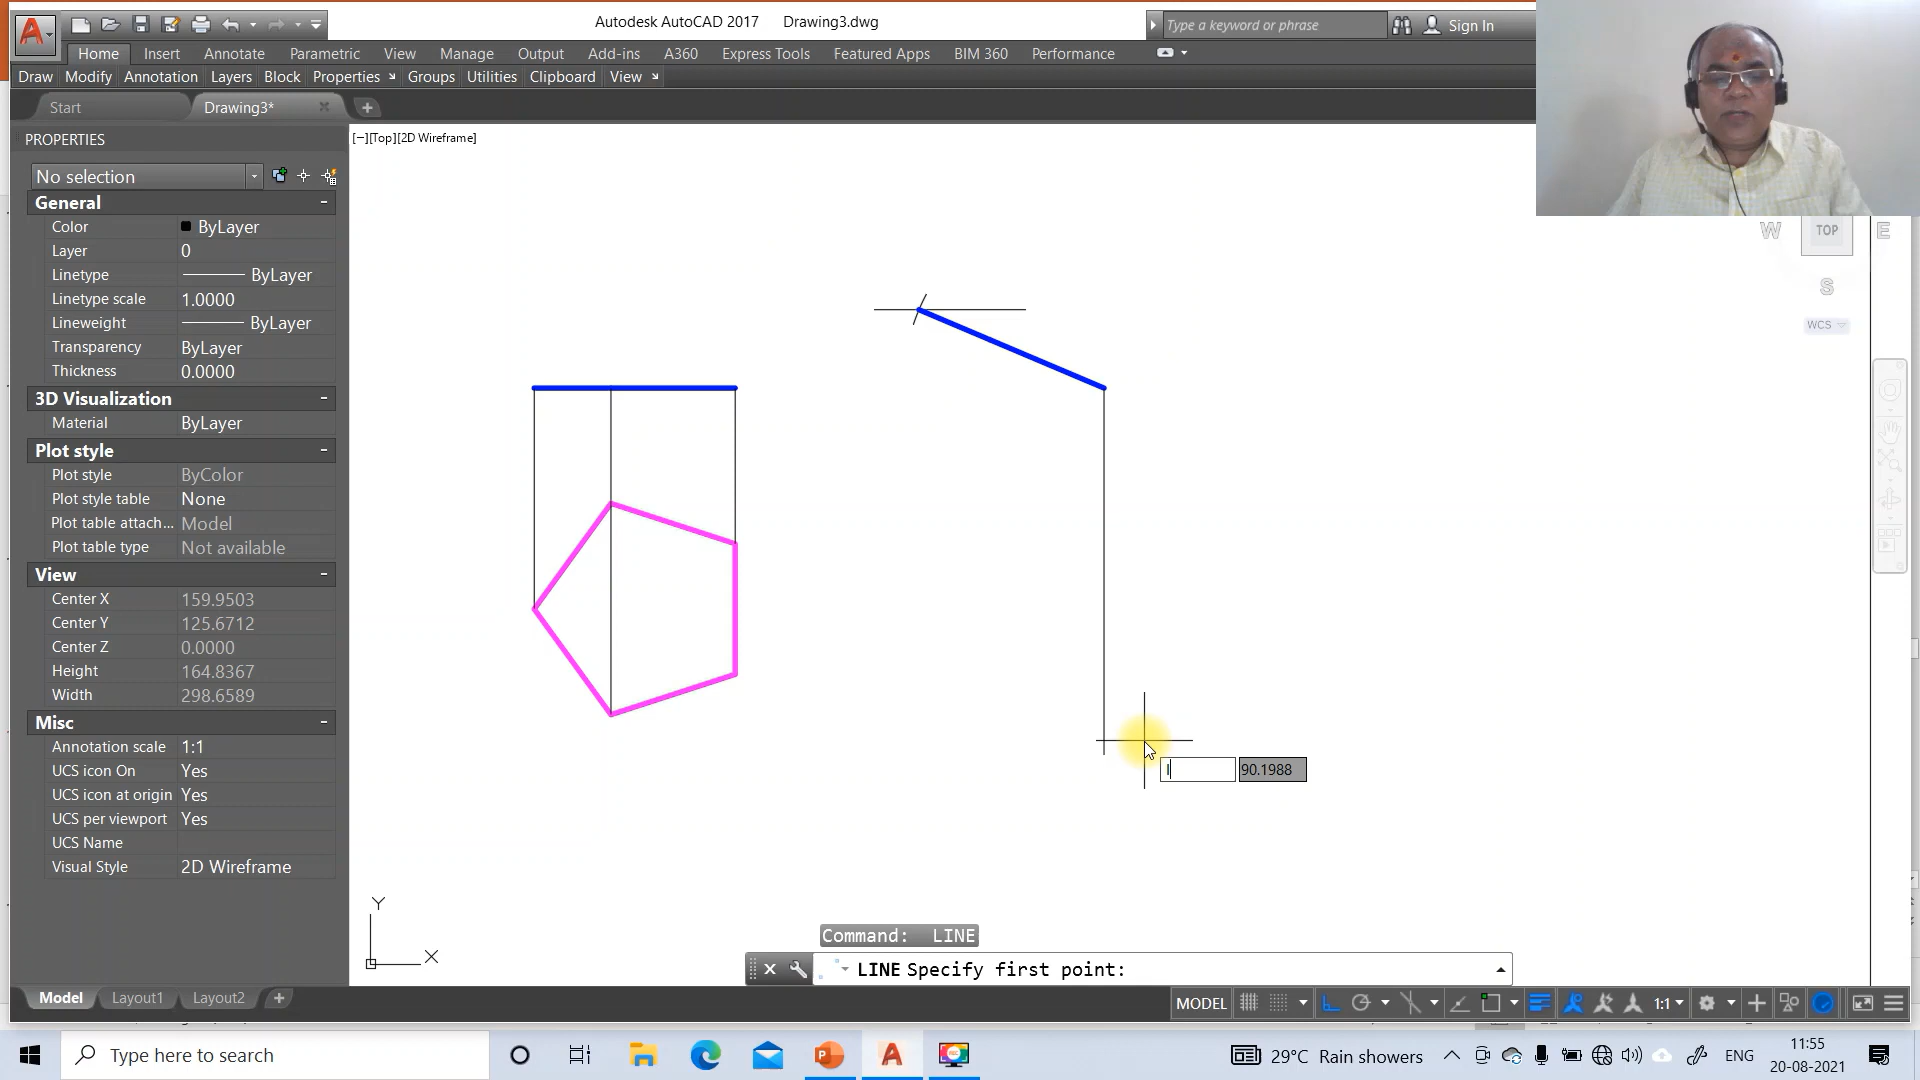 Autodesk AutoCAD 2017 Drawing3.dwg
Type a keyword or phrase
Sign In
Home Insert Annotate Parametric View Manage Output Add-ins A360 Express Tools Featured Apps BIM 360 Performance
Draw Modify Annotation Layers Block Properties Groups Utilities Clipboard View
Start Drawing3*
PROPERTIES
[−][Top][2D Wireframe]
No selection
General
Color ByLayer
Layer 0
Linetype ByLayer
Linetype scale 1.0000
Lineweight ByLayer
Transparency ByLayer
Thickness 0.0000
3D Visualization
Material ByLayer
Plot style
Plot style ByColor
Plot style table None
Plot table attach... Model
Plot table type Not available
View
Center X 159.9503
Center Y 125.6712
Center Z 0.0000
Height 164.8367
Width 298.6589
Misc
Annotation scale 1:1
UCS icon On Yes
UCS icon at origin Yes
UCS per viewport Yes
UCS Name
Visual Style 2D Wireframe
W TOP E
S
WCS
l 90.1988
Y
X
Command: LINE
LINE Specify first point:
Model Layout1 Layout2
MODEL 1:1
Type here to search
29°C Rain showers
ENG
11:55
20-08-2021